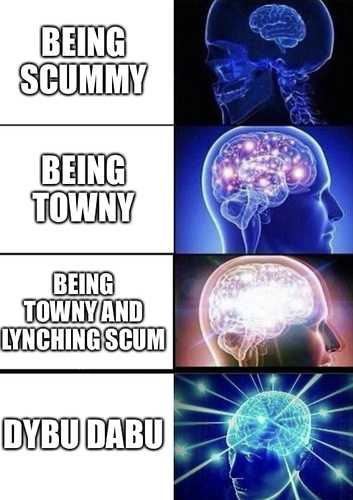 BEING
SCUMMY
BEING
TOWNY
BEING
TOWNY AND
LYNCHING SCUM
DYBU DABU